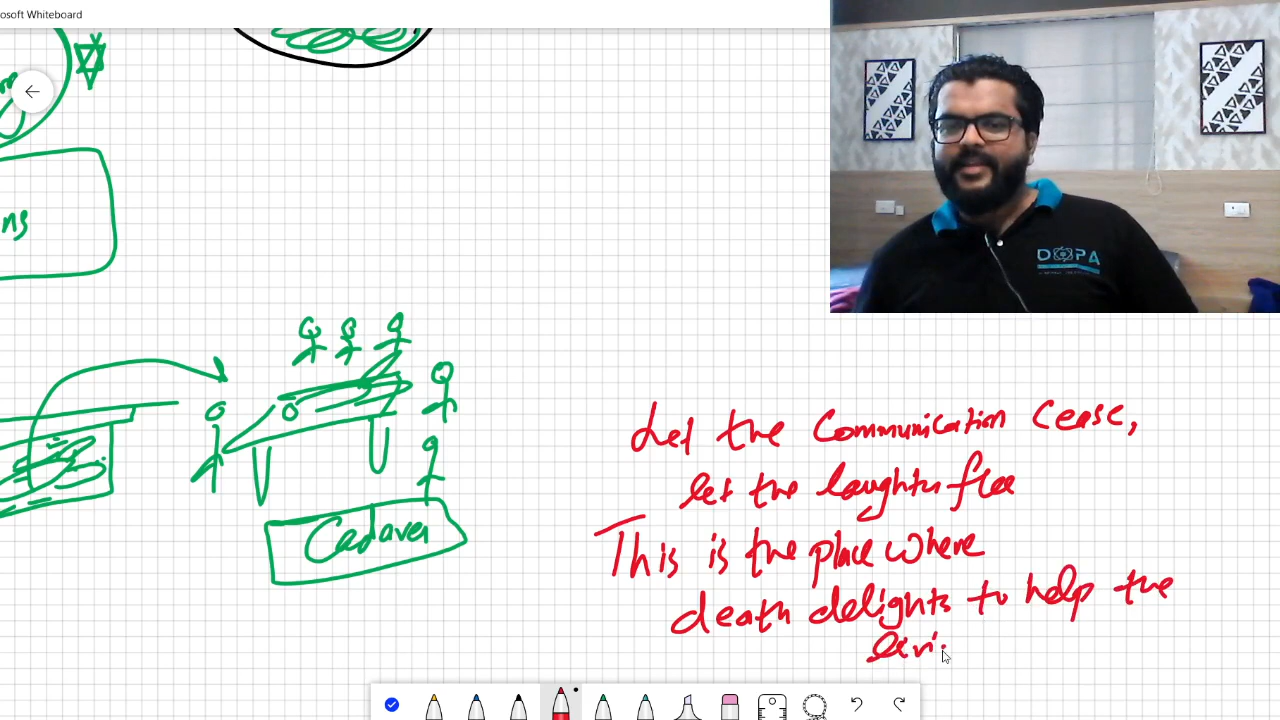 osoft Whiteboard
ns
DOPA
Cadaver
Let the Communication Cease,
let the laughter flee
This is the place where
death delights to help the
livi